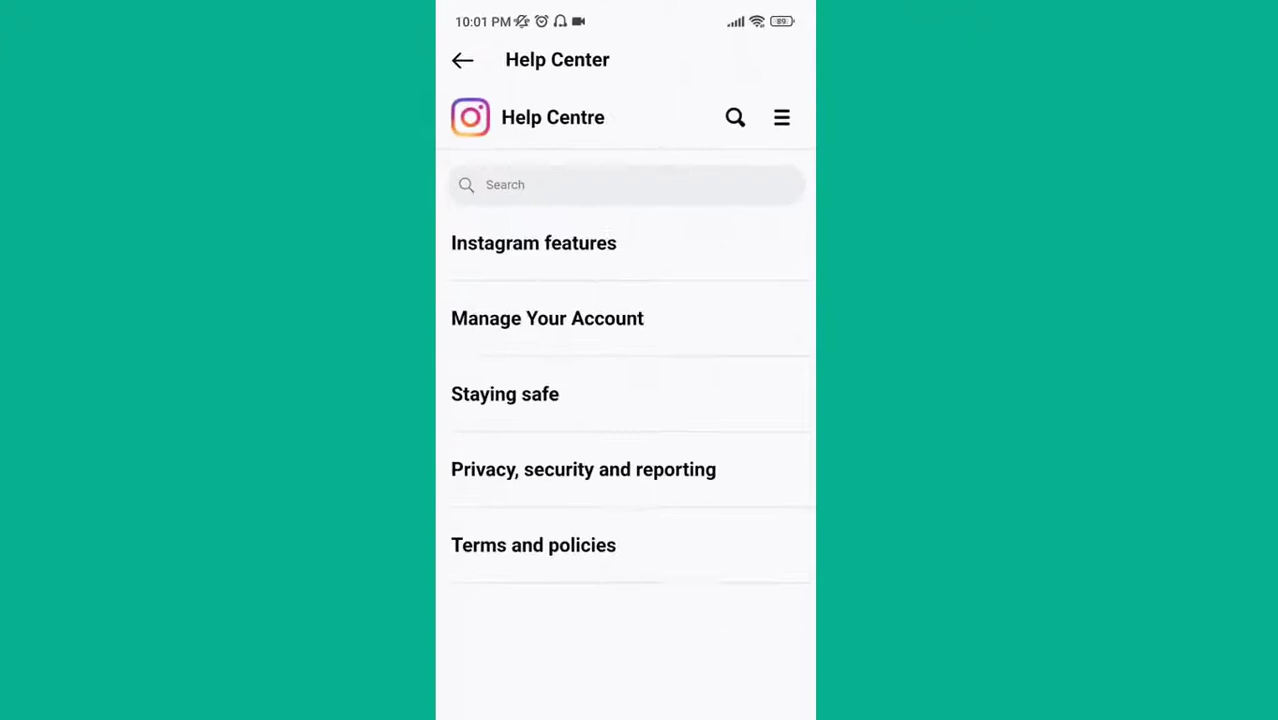 10:01 PM 89
Help Center
Help Centre
Search
Instagram features
Manage Your Account
Staying safe
Privacy, security and reporting
Terms and policies